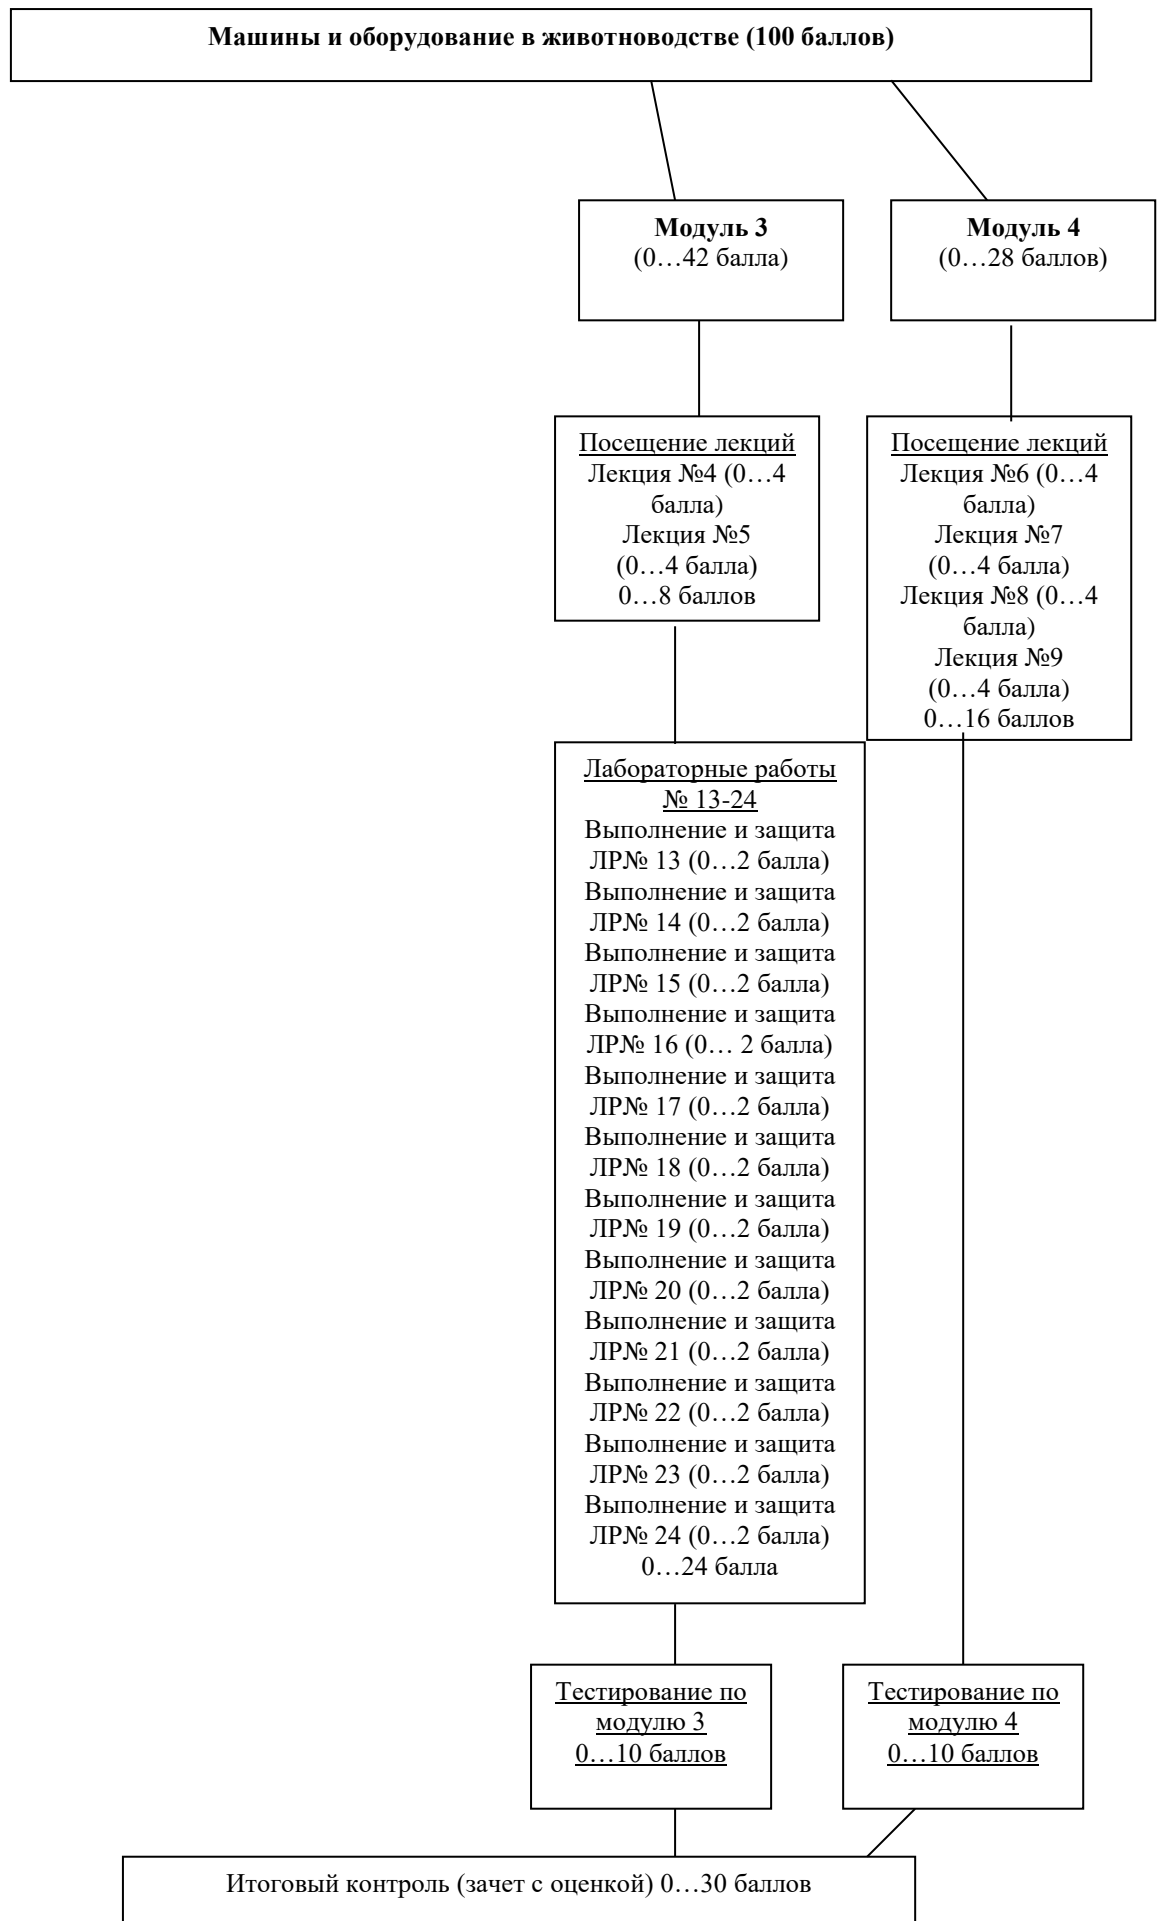 Машины и оборудование в животноводстве (100 баллов)
Модуль 3
(0…42 балла)
Модуль 4
(0…28 баллов)
Посещение лекций
Лекция №4 (0…4
балла)
Лекция №5
(0…4 балла)
0…8 баллов
Посещение лекций
Лекция №6 (0…4
балла)
Лекция №7
(0…4 балла)
Лекция №8 (0…4
балла)
Лекция №9
(0…4 балла)
0…16 баллов
Лабораторные работы
№ 13-24
Выполнение и защита
ЛР№ 13 (0…2 балла)
Выполнение и защита
ЛР№ 14 (0…2 балла)
Выполнение и защита
ЛР№ 15 (0…2 балла)
Выполнение и защита
ЛР№ 16 (0… 2 балла)
Выполнение и защита
ЛР№ 17 (0…2 балла)
Выполнение и защита
ЛР№ 18 (0…2 балла)
Выполнение и защита
ЛР№ 19 (0…2 балла)
Выполнение и защита
ЛР№ 20 (0…2 балла)
Выполнение и защита
ЛР№ 21 (0…2 балла)
Выполнение и защита
ЛР№ 22 (0…2 балла)
Выполнение и защита
ЛР№ 23 (0…2 балла)
Выполнение и защита
ЛР№ 24 (0…2 балла)
0…24 балла
Тестирование по
модулю 3
0…10 баллов
Тестирование по
модулю 4
0…10 баллов
Итоговый контроль (зачет с оценкой) 0…30 баллов